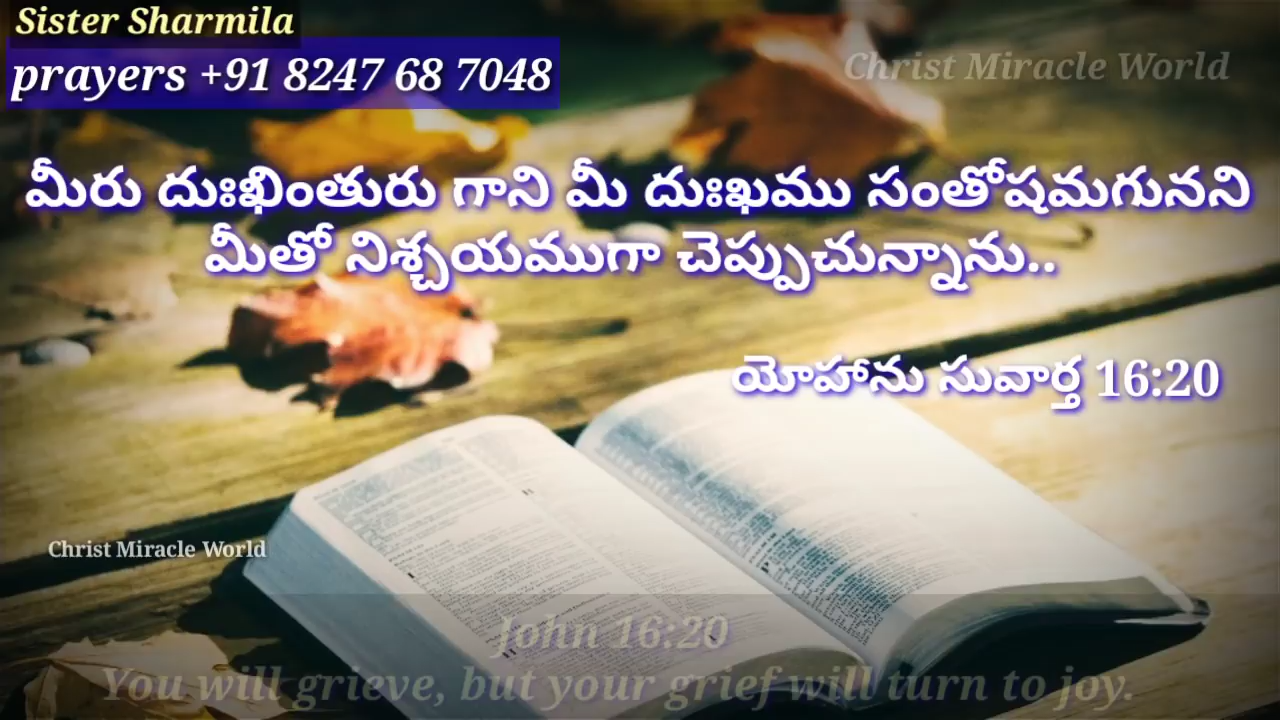 Sister Sharmila
prayers +91 8247 68 7048
Christ Miracle World
మీరు దుఃఖింతురు గాని మీ దుఃఖము సంతోషమగునని
మీతో నిశ్చయముగా చెప్పుచున్నాను..
యోహాను సువార్త 16:20
Christ Miracle World
John 16:20
You will grieve, but your grief will turn to joy.